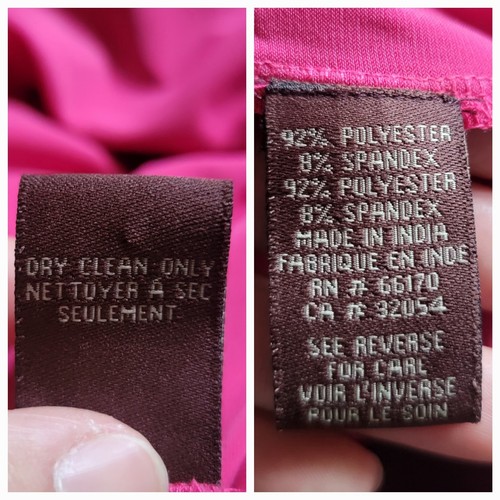 DRY CLEAN ONLY
NETTOYER À SEC
SEULEMENT
92% POLYESTER
8% SPANDEX
92% POLYESTER
8% SPANDEX
MADE IN INDIA
FABRIQUE EN INDE
RN # 66170
CA # 32054
SEE REVERSE
FOR CARE
VOIR L'INVERSE
POUR LE SOIN